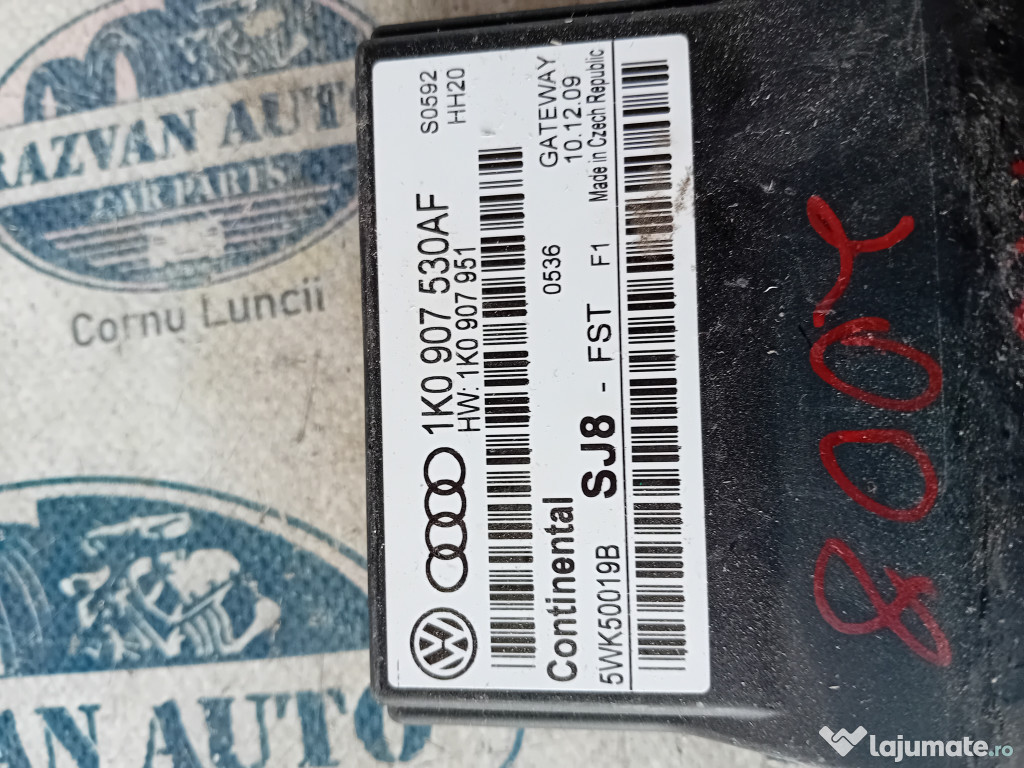 1K0 907 530AF
S0592
HW: 1K0 907 951
HH20
Continental
0536
GATEWAY
10.12.09
SJ8 - FST
F1
5WK50019B
Made in Czech Republic
RAZVAN AUTO
CAR PARTS
Cornu Luncii
VAN AUTO
lajumate.ro